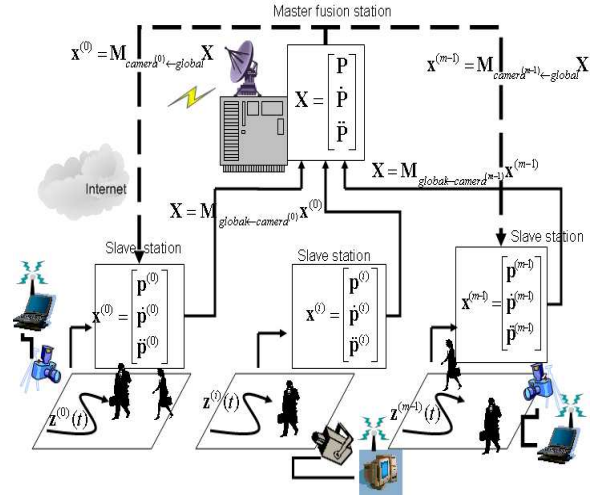 Master fusion station
x^(0) = M_camera^(0)←global X
x^(m-1) = M_camera^(m-1)←global X
X = [P Ṗ P̈]
Internet
X = M_global←camera^(m-1) x^(m-1)
X = M_global←camera^(0) x^(0)
Slave station
Slave station
Slave station
x^(0) = [p^(0) ṗ^(0) p̈^(0)]
x^(i) = [p^(i) ṗ^(i) p̈^(i)]
x^(m-1) = [p^(m-1) ṗ^(m-1) p̈^(m-1)]
z^(0)(t)
z^(i)(t)
z^(m-1)(t)